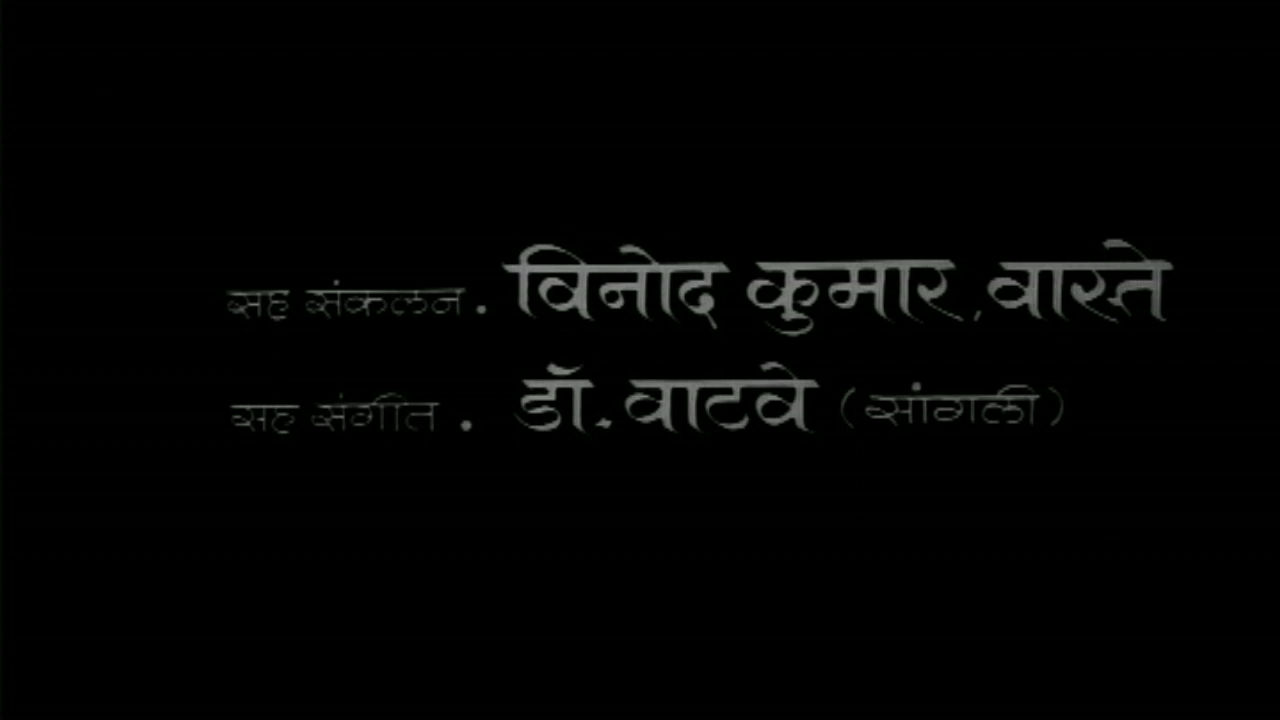 सह संकलन . विनोद कुमार, वास्ते
सह संगीत . डॉ. वाटवे (सांगली)